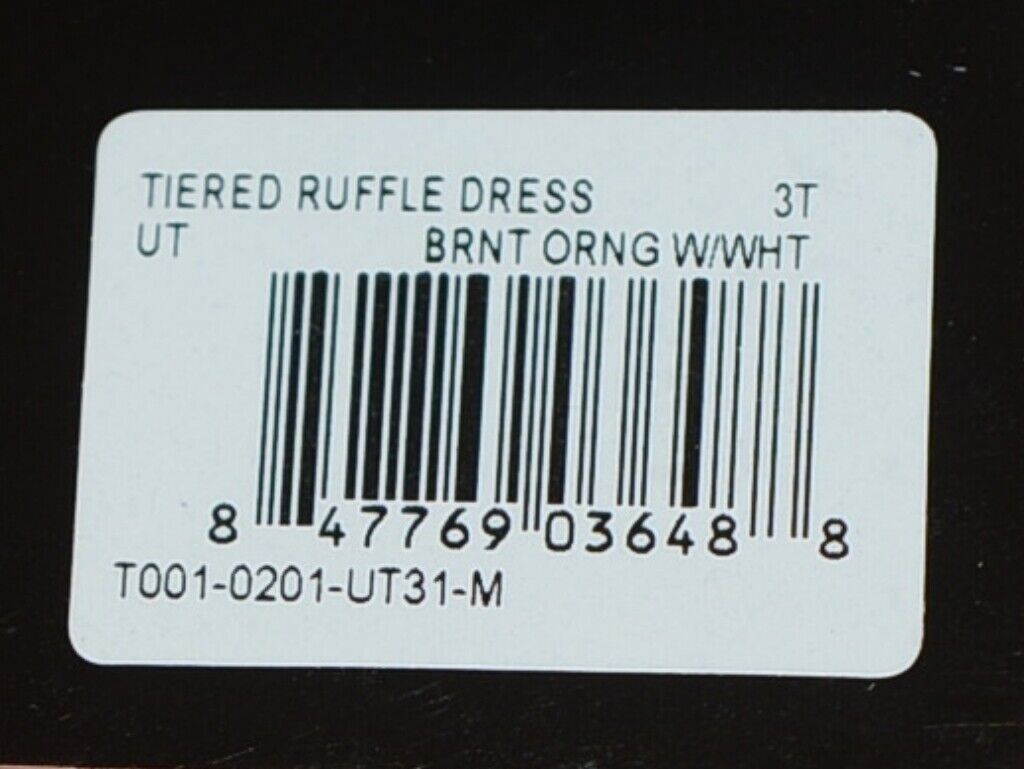 TIERED RUFFLE DRESS 3T
UT BRNT ORNG W/WHT
8 47769 03648 8
T001-0201-UT31-M